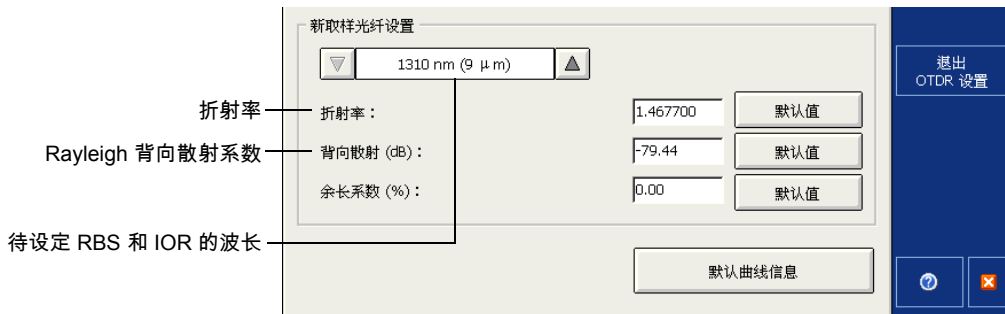 新取样光纤设置
1310 nm (9 μm)
退出
OTDR 设置
折射率
折射率：
1.467700
默认值
Rayleigh 背向散射系数
背向散射 (dB)：
-79.44
默认值
余长系数 (%)：
0.00
默认值
待设定 RBS 和 IOR 的波长
默认曲线信息